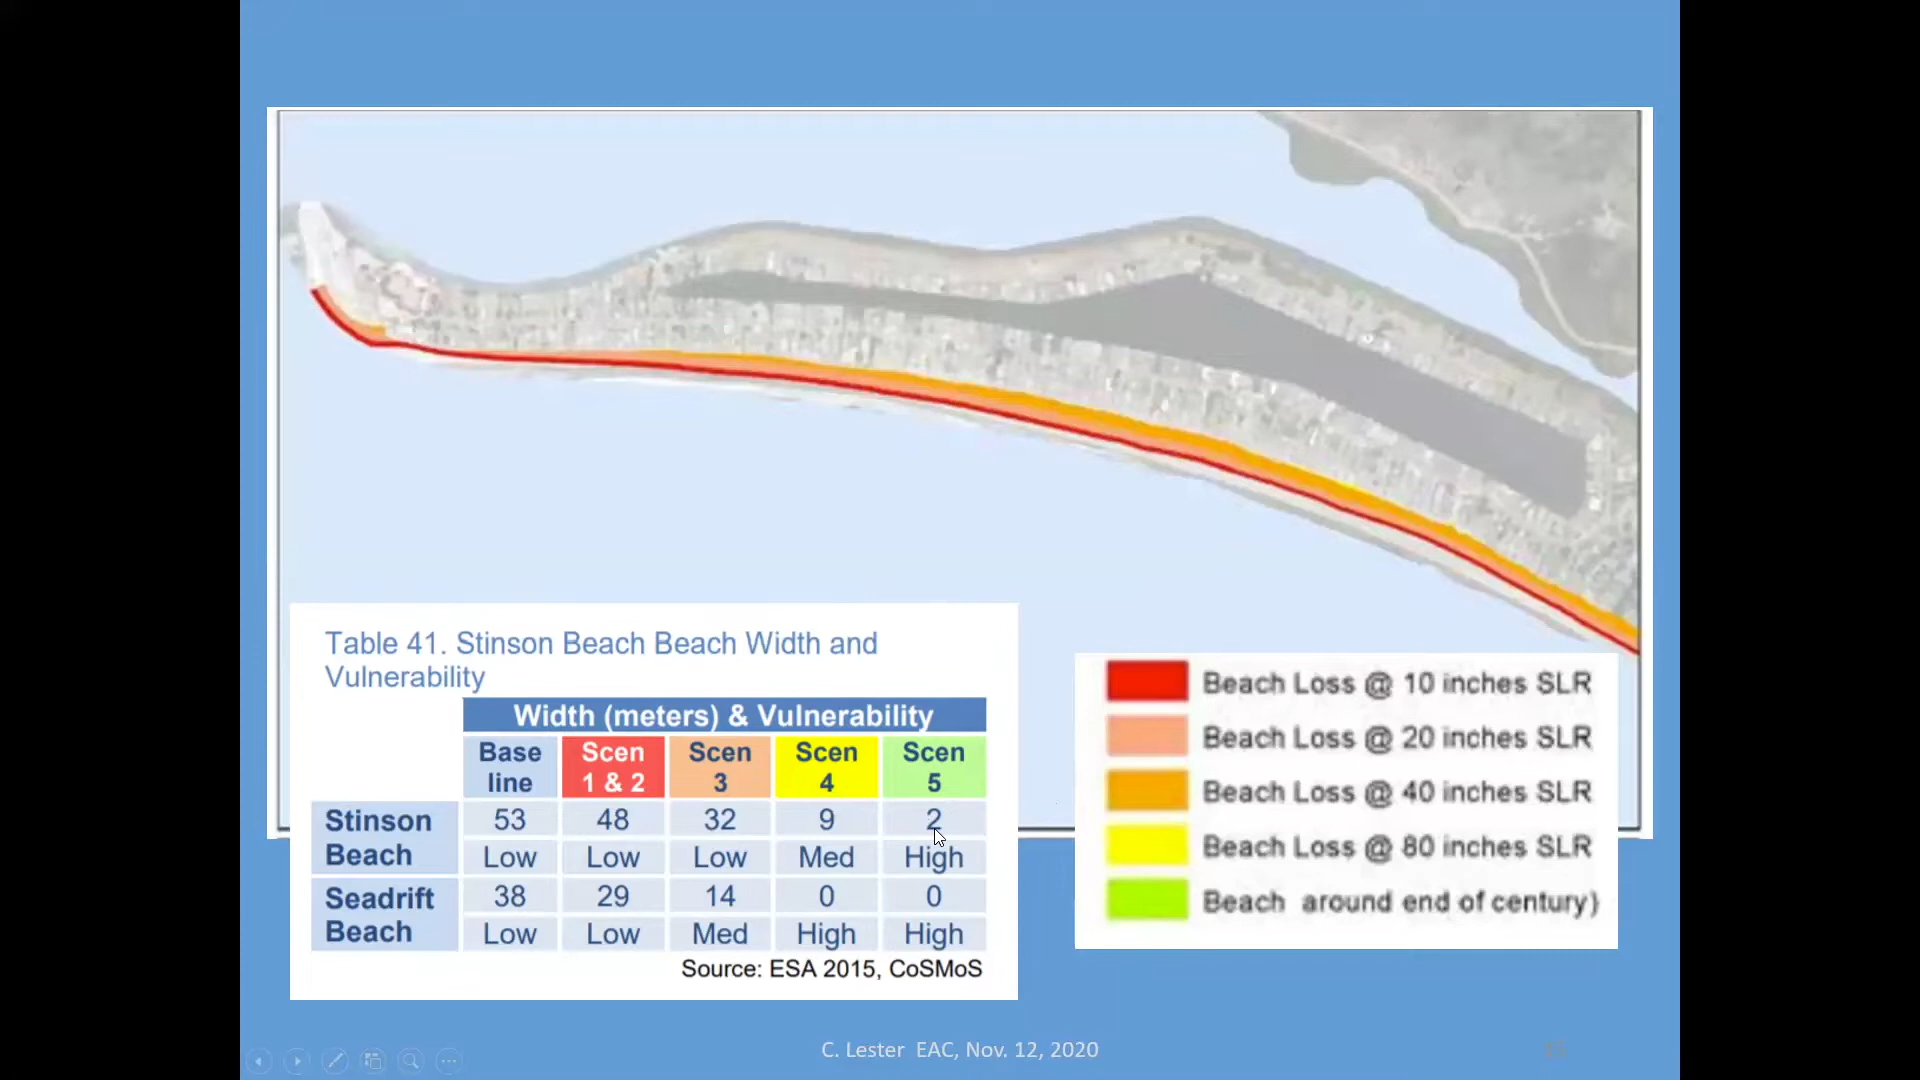 Table 41. Stinson Beach Beach Width and
Vulnerability
Width (meters) & Vulnerability
Base line Scen 1 & 2 Scen 3 Scen 4 Scen 5
Stinson Beach 53 48 32 9 2
Low Low Low Med High
Seadrift Beach 38 29 14 0 0
Low Low Med High High
Source: ESA 2015, CoSMoS
Beach Loss @ 10 inches SLR
Beach Loss @ 20 inches SLR
Beach Loss @ 40 inches SLR
Beach Loss @ 80 inches SLR
Beach around end of century)
C. Lester EAC, Nov. 12, 2020